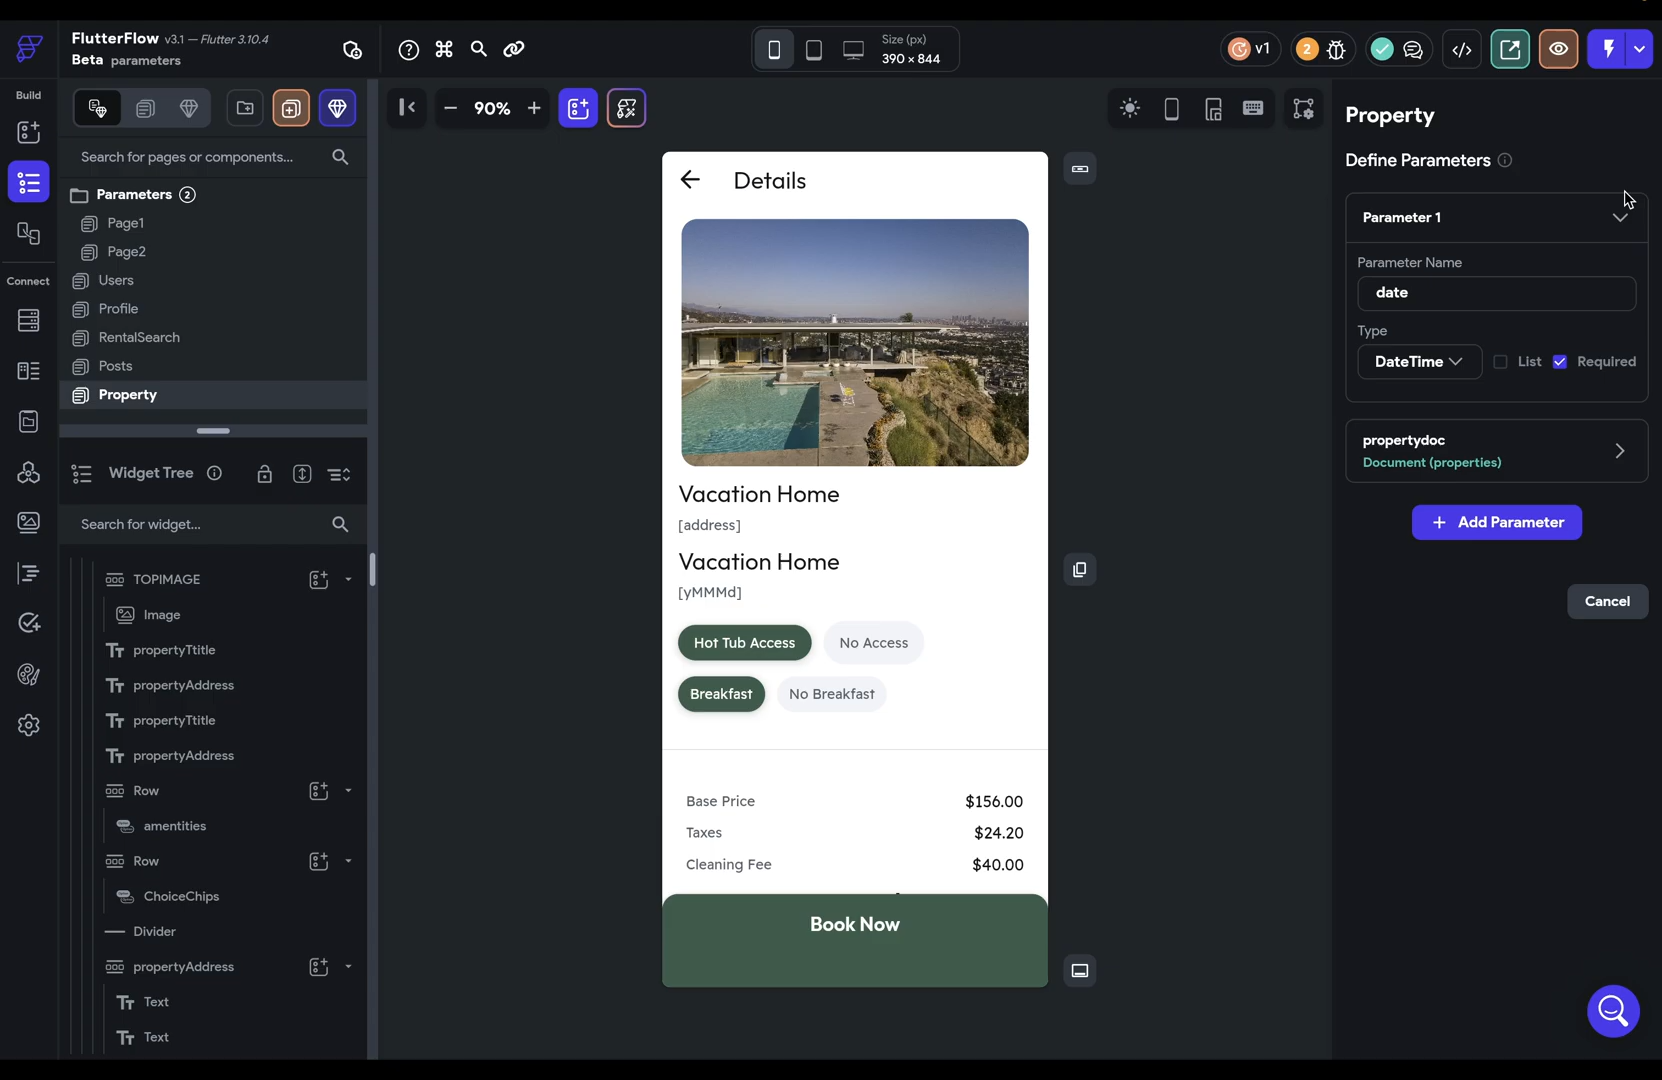 FlutterFlow v3.1 – Flutter 3.10.4
Beta parameters
Size (px)
390 × 844
v1
2
Build
Search for pages or components...
90%
Parameters 2
Page1
Page2
Connect
Users
Profile
RentalSearch
Posts
Property
Widget Tree
Search for widget...
TOPIMAGE
Image
propertyTtitle
propertyAddress
propertyTtitle
propertyAddress
Row
amentities
Row
ChoiceChips
Divider
propertyAddress
Text
Text
Details
Vacation Home
[address]
Vacation Home
[yMMMd]
Hot Tub Access No Access
Breakfast No Breakfast
Base Price $156.00
Taxes $24.20
Cleaning Fee $40.00
Book Now
Property
Define Parameters
Parameter 1
Parameter Name
date
Type
DateTime List Required
propertydoc
Document (properties)
+ Add Parameter
Cancel